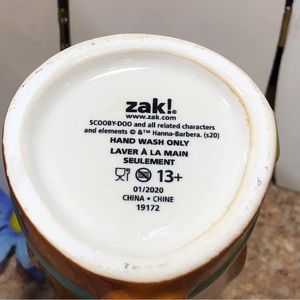 zak!®
www.zak.com
SCOOBY-DOO and all related characters
and elements © &™ Hanna-Barbera. (s20)
HAND WASH ONLY
LAVER À LA MAIN
SEULEMENT
13+
01/2020
CHINA • CHINE
19172